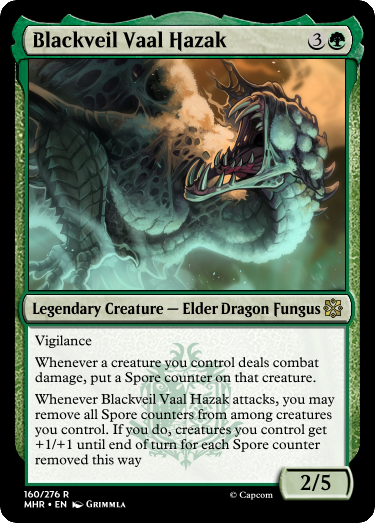 Blackveil Vaal Hazak 3
Legendary Creature — Elder Dragon Fungus
Vigilance
Whenever a creature you control deals combat
damage, put a Spore counter on that creature.
Whenever Blackveil Vaal Hazak attacks, you may
remove all Spore counters from among creatures
you control. If you do, creatures you control get
+1/+1 until end of turn for each Spore counter
removed this way
2/5
160/276 R
MHR • EN Grimmla
© Capcom